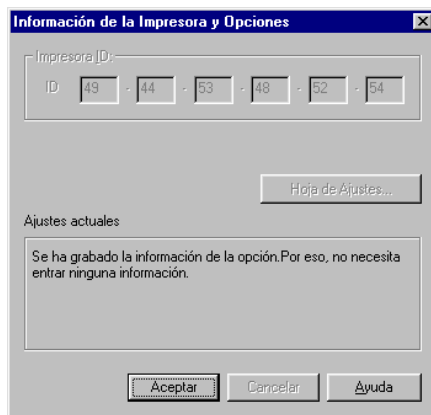 Información de la Impresora y Opciones
Impresora ID:
ID 49 - 44 - 53 - 48 - 52 - 54
Hoja de Ajustes...
Ajustes actuales
Se ha grabado la información de la opción.Por eso, no necesita
entrar ninguna información.
Aceptar Cancelar Ayuda